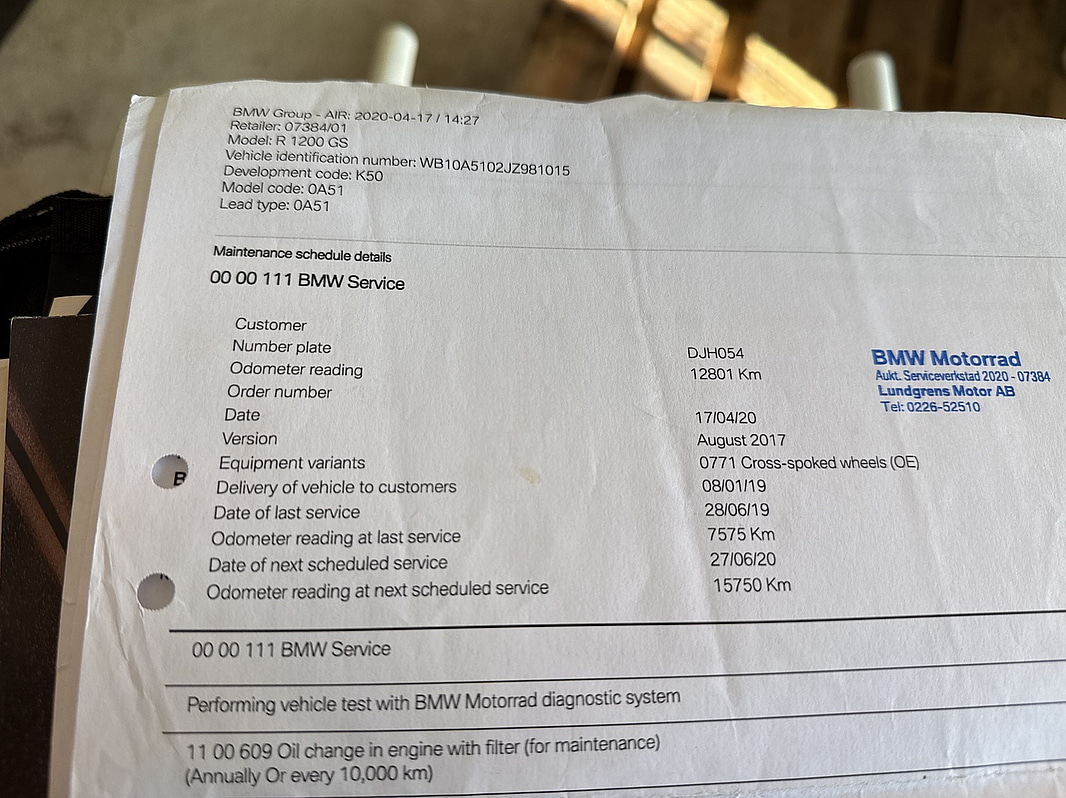 BMW Group - AIR: 2020-04-17 / 14:27
Retailer: 07384/01
Model: R 1200 GS
Vehicle identification number: WB10A5102JZ981015
Development code: K50
Model code: 0A51
Lead type: 0A51
Maintenance schedule details
00 00 111 BMW Service
Customer
Number plate DJH054
Odometer reading 12801 Km
Order number
Date 17/04/20
Version August 2017
Equipment variants 0771 Cross-spoked wheels (OE)
Delivery of vehicle to customers 08/01/19
Date of last service 28/06/19
Odometer reading at last service 7575 Km
Date of next scheduled service 27/06/20
Odometer reading at next scheduled service 15750 Km
BMW Motorrad
Aukt. Serviceverkstad 2020 - 07384
Lundgrens Motor AB
Tel: 0226-52510
B
00 00 111 BMW Service
Performing vehicle test with BMW Motorrad diagnostic system
11 00 609 Oil change in engine with filter (for maintenance)
(Annually Or every 10,000 km)